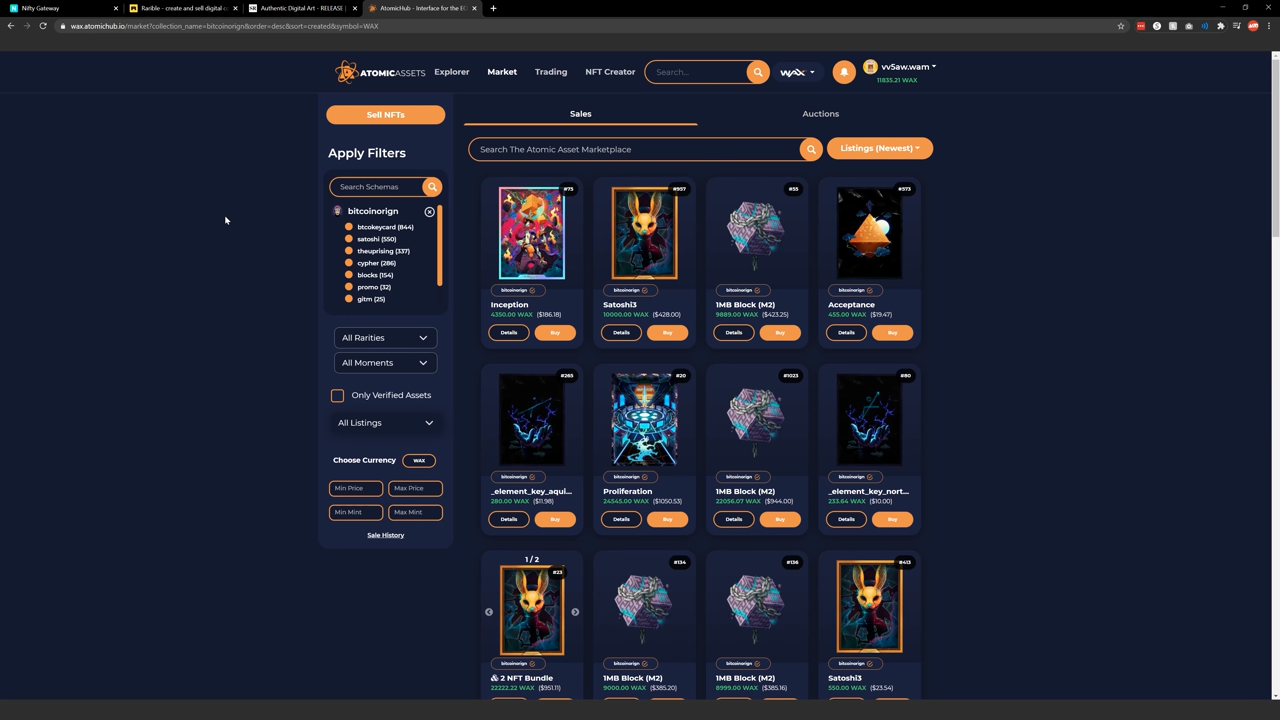 Nifty Gateway
Rarible - create and sell digital c
Authentic Digital Art - RELEASE
AtomicHub - Interface for the EO
wax.atomichub.io/market?collection_name=bitcoinorign&order=desc&sort=created&symbol=WAX
ATOMICASSETS
Explorer
Market
Trading
NFT Creator
Search...
WAX
vv5aw.wam
11835.21 WAX
Sell NFTs
Sales
Auctions
Apply Filters
Search The Atomic Asset Marketplace
Listings (Newest)
Search Schemas
bitcoinorign
btcokeycard (844)
satoshi (550)
theuprising (337)
cypher (286)
blocks (154)
promo (32)
gitm (25)
All Rarities
All Moments
Only Verified Assets
All Listings
Choose Currency
WAX
Min Price
Max Price
Min Mint
Max Mint
Sale History
#75
bitcoinorign
Inception
4350.00 WAX ($186.18)
Details
Buy
#957
bitcoinorign
Satoshi3
10000.00 WAX ($428.00)
Details
Buy
#55
bitcoinorign
1MB Block (M2)
9889.00 WAX ($423.25)
Details
Buy
#573
bitcoinorign
Acceptance
455.00 WAX ($19.47)
Details
Buy
#265
bitcoinorign
_element_key_aqui...
280.00 WAX ($11.98)
Details
Buy
#20
bitcoinorign
Proliferation
24545.00 WAX ($1050.53)
Details
Buy
#1023
bitcoinorign
1MB Block (M2)
22056.07 WAX ($944.00)
Details
Buy
#80
bitcoinorign
_element_key_nort...
233.64 WAX ($10.00)
Details
Buy
1 / 2
#23
bitcoinorign
2 NFT Bundle
22222.22 WAX ($951.11)
#134
bitcoinorign
1MB Block (M2)
9000.00 WAX ($385.20)
#136
bitcoinorign
1MB Block (M2)
8999.00 WAX ($385.16)
#413
bitcoinorign
Satoshi3
550.00 WAX ($23.54)